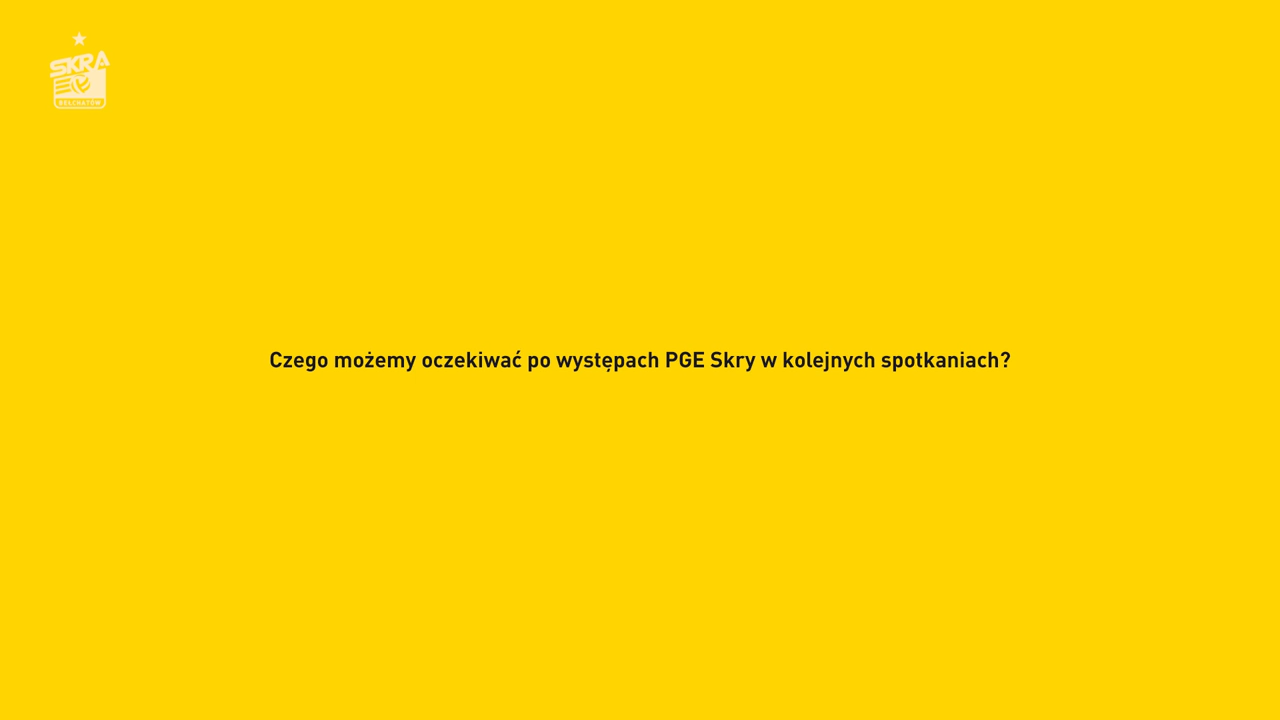 SKRA
BEŁCHATÓW
Czego możemy oczekiwać po występach PGE Skry w kolejnych spotkaniach?